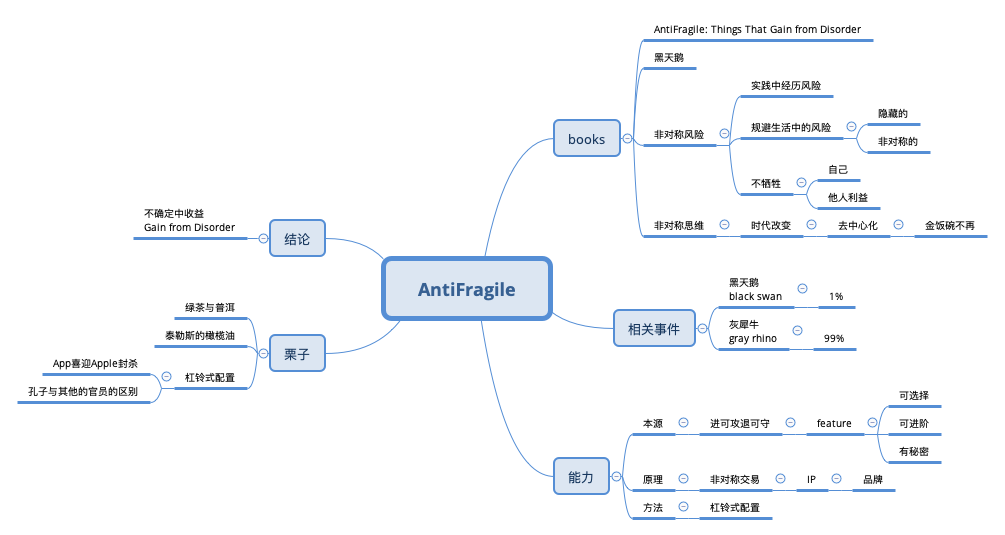 AntiFragile
books
AntiFragile: Things That Gain from Disorder
黑天鹅
非对称风险
实践中经历风险
规避生活中的风险
隐藏的
非对称的
不牺牲
自己
他人利益
非对称思维
时代改变
去中心化
金饭碗不再
相关事件
黑天鹅
black swan
1%
灰犀牛
gray rhino
99%
能力
本源
进可攻退可守
feature
可选择
可进阶
有秘密
原理
非对称交易
IP
品牌
方法
杠铃式配置
结论
不确定中收益
Gain from Disorder
栗子
绿茶与普洱
泰勒斯的橄榄油
杠铃式配置
App喜迎Apple封杀
孔子与其他的官员的区别